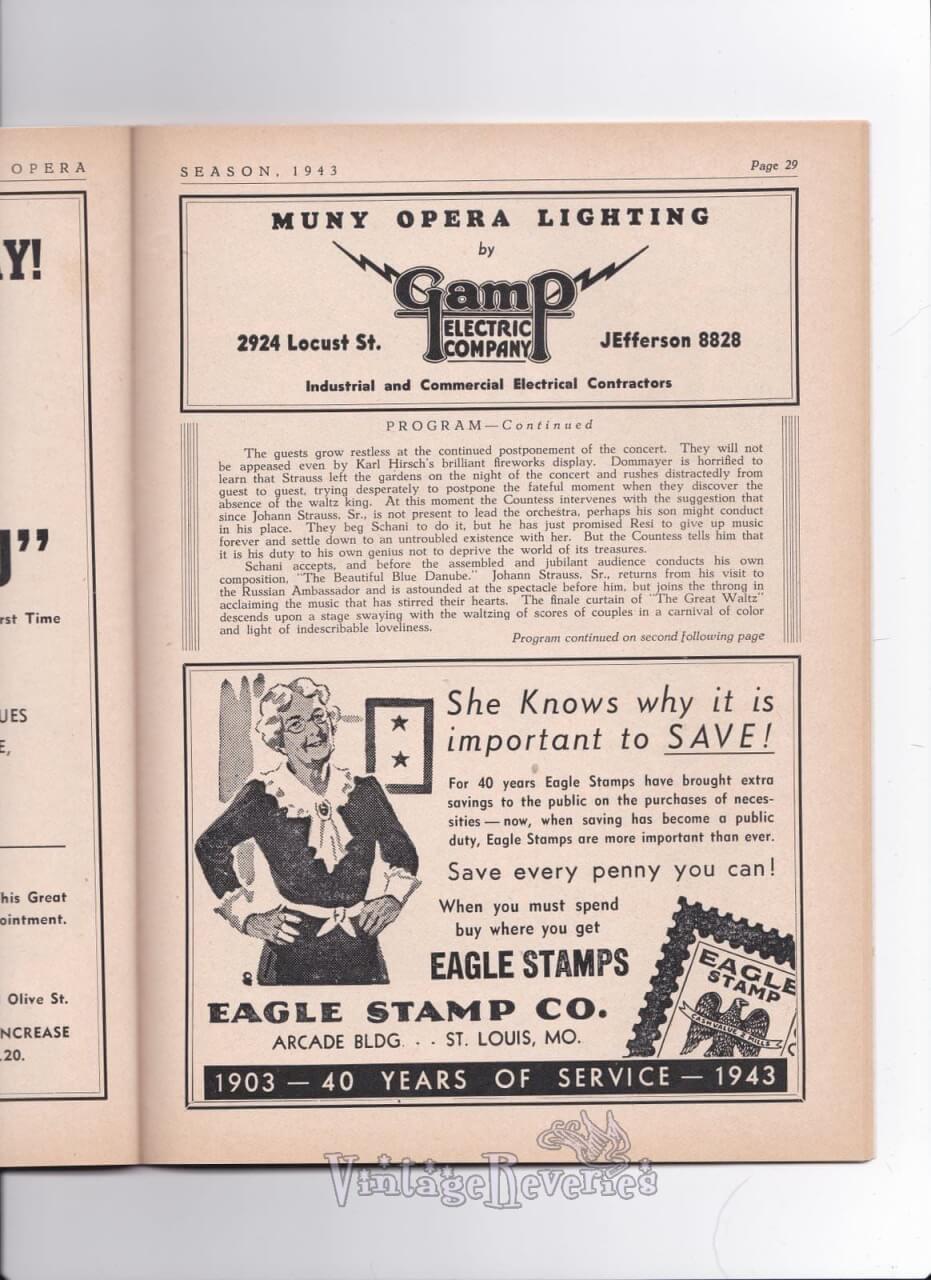 OPERA
AY!
”
rst Time
UES
E,
his Great
ointment.
Olive St.
NCREASE
.20.
SEASON, 1943
Page 29
MUNY OPERA LIGHTING
by
Gamp
ELECTRIC
COMPANY
2924 Locust St.
JEfferson 8828
Industrial and Commercial Electrical Contractors
PROGRAM—Continued
The guests grow restless at the continued postponement of the concert. They will not
be appeased even by Karl Hirsch's brilliant fireworks display. Dommayer is horrified to
learn that Strauss left the gardens on the night of the concert and rushes distractedly from
guest to guest, trying desperately to postpone the fateful moment when they discover the
absence of the waltz king. At this moment the Countess intervenes with the suggestion that
since Johann Strauss, Sr., is not present to lead the orchestra, perhaps his son might conduct
in his place. They beg Schani to do it, but he has just promised Resi to give up music
forever and settle down to an untroubled existence with her. But the Countess tells him that
it is his duty to his own genius not to deprive the world of its treasures.
Schani accepts, and before the assembled and jubilant audience conducts his own
composition, "The Beautiful Blue Danube." Johann Strauss, Sr., returns from his visit to
the Russian Ambassador and is astounded at the spectacle before him, but joins the throng in
acclaiming the music that has stirred their hearts. The finale curtain of "The Great Waltz"
descends upon a stage swaying with the waltzing of scores of couples in a carnival of color
and light of indescribable loveliness.
Program continued on second following page
She Knows why it is
important to SAVE!
For 40 years Eagle Stamps have brought extra
savings to the public on the purchases of neces-
sities — now, when saving has become a public
duty, Eagle Stamps are more important than ever.
Save every penny you can!
When you must spend
buy where you get
EAGLE STAMPS
EAGLE STAMP CO.
ARCADE BLDG. . . ST. LOUIS, MO.
EAGLE
STAMP
CASH VALUE 2 MILLS
1903 — 40 YEARS OF SERVICE — 1943
VintageReveries